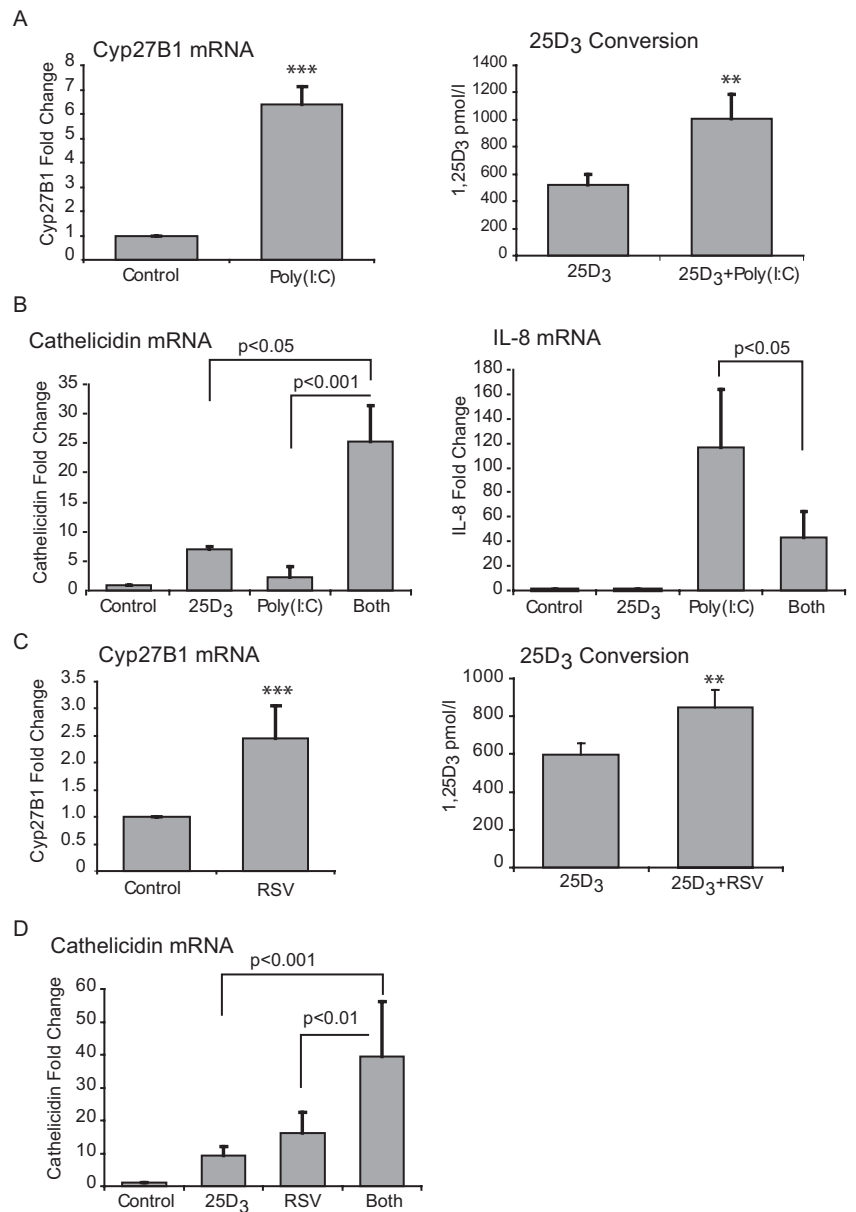 A
Cyp27B1 mRNA
Cyp27B1 Fold Change
8
7
6
5
4
3
2
1
0
***
Control
Poly(I:C)
25D₃ Conversion
1,25D₃ pmol/l
1400
1200
1000
800
600
400
200
0
**
25D₃
25D₃+Poly(I:C)
B
Cathelicidin mRNA
Cathelicidin Fold Change
35
30
25
20
15
10
5
0
p<0.05
p<0.001
Control
25D₃
Poly(I:C)
Both
IL-8 mRNA
IL-8 Fold Change
180
160
140
120
100
80
60
40
20
0
p<0.05
Control
25D₃
Poly(I:C)
Both
C
Cyp27B1 mRNA
Cyp27B1 Fold Change
3.5
3.0
2.5
2.0
1.5
1.0
0.5
0
***
Control
RSV
25D₃ Conversion
1,25D₃ pmol/l
1000
800
600
400
200
0
**
25D₃
25D₃+RSV
D
Cathelicidin mRNA
Cathelicidin Fold Change
60
50
40
30
20
10
0
p<0.001
p<0.01
Control
25D₃
RSV
Both